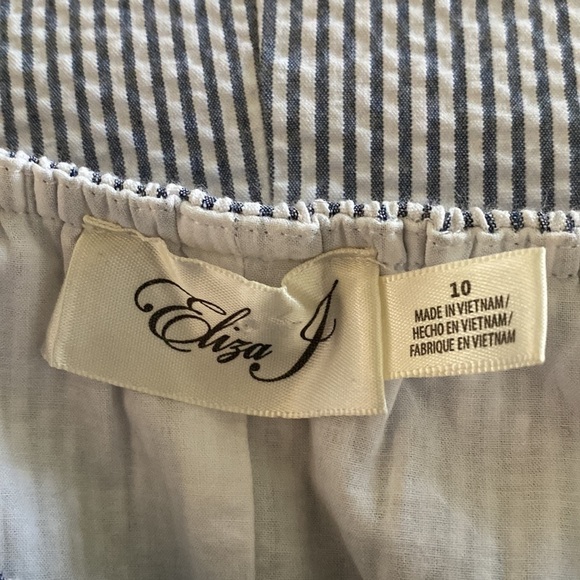 Eliza J
10
MADE IN VIETNAM/
HECHO EN VIETNAM/
FABRIQUE EN VIETNAM